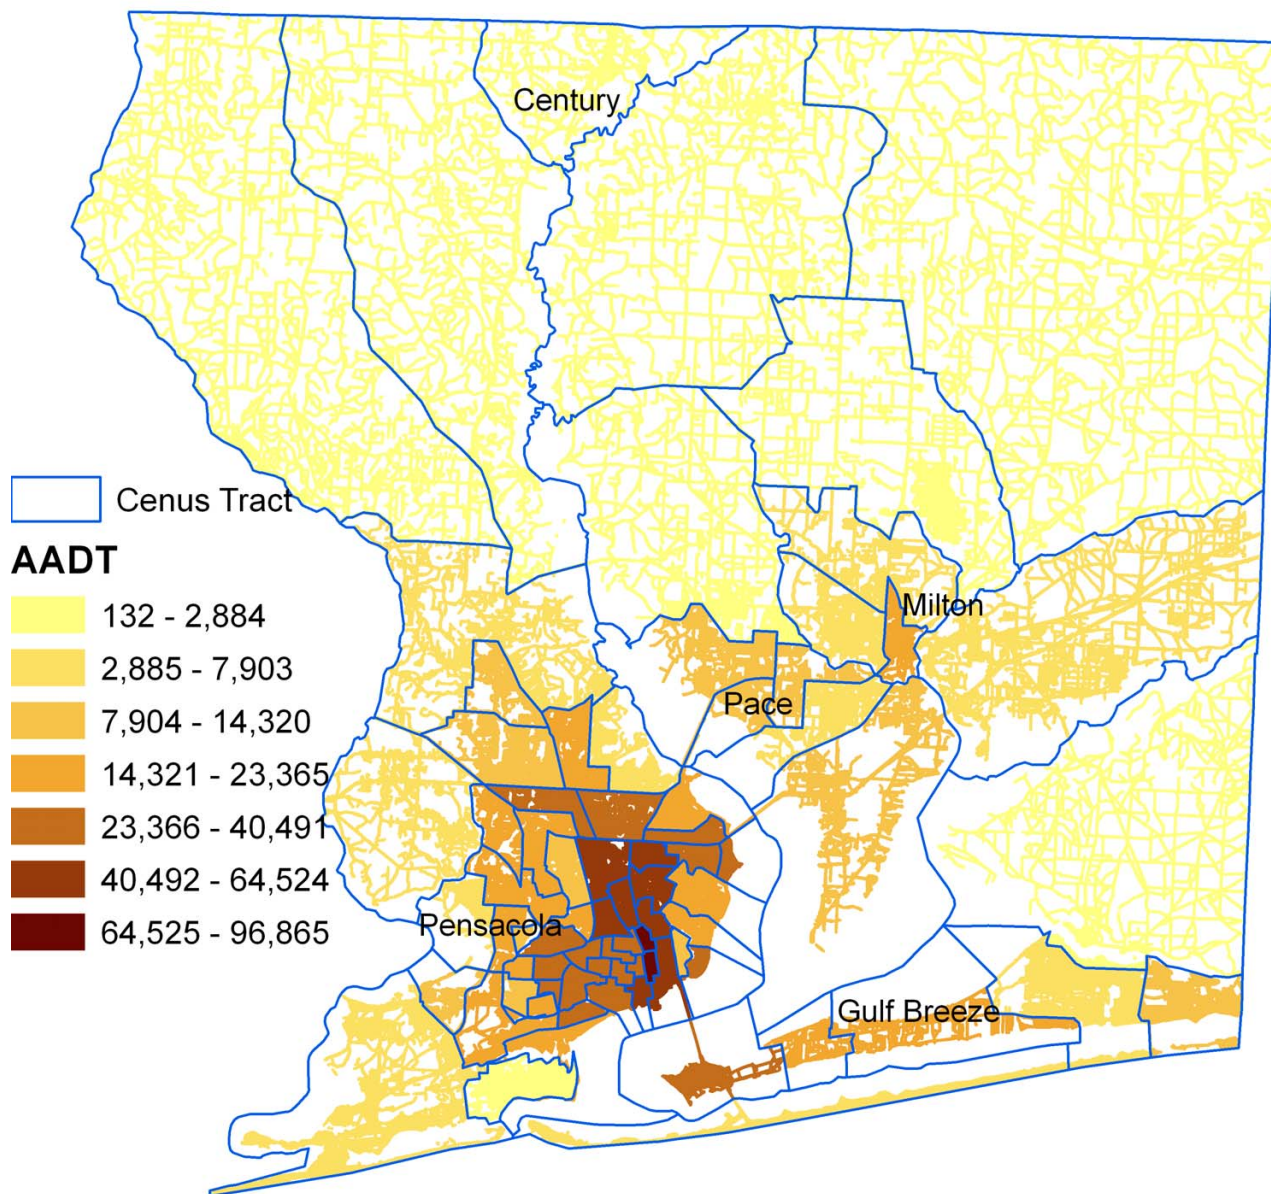 Century
Cenus Tract
AADT
132 - 2,884
2,885 - 7,903
7,904 - 14,320
14,321 - 23,365
23,366 - 40,491
40,492 - 64,524
64,525 - 96,865
Milton
Pace
Pensacola
Gulf Breeze